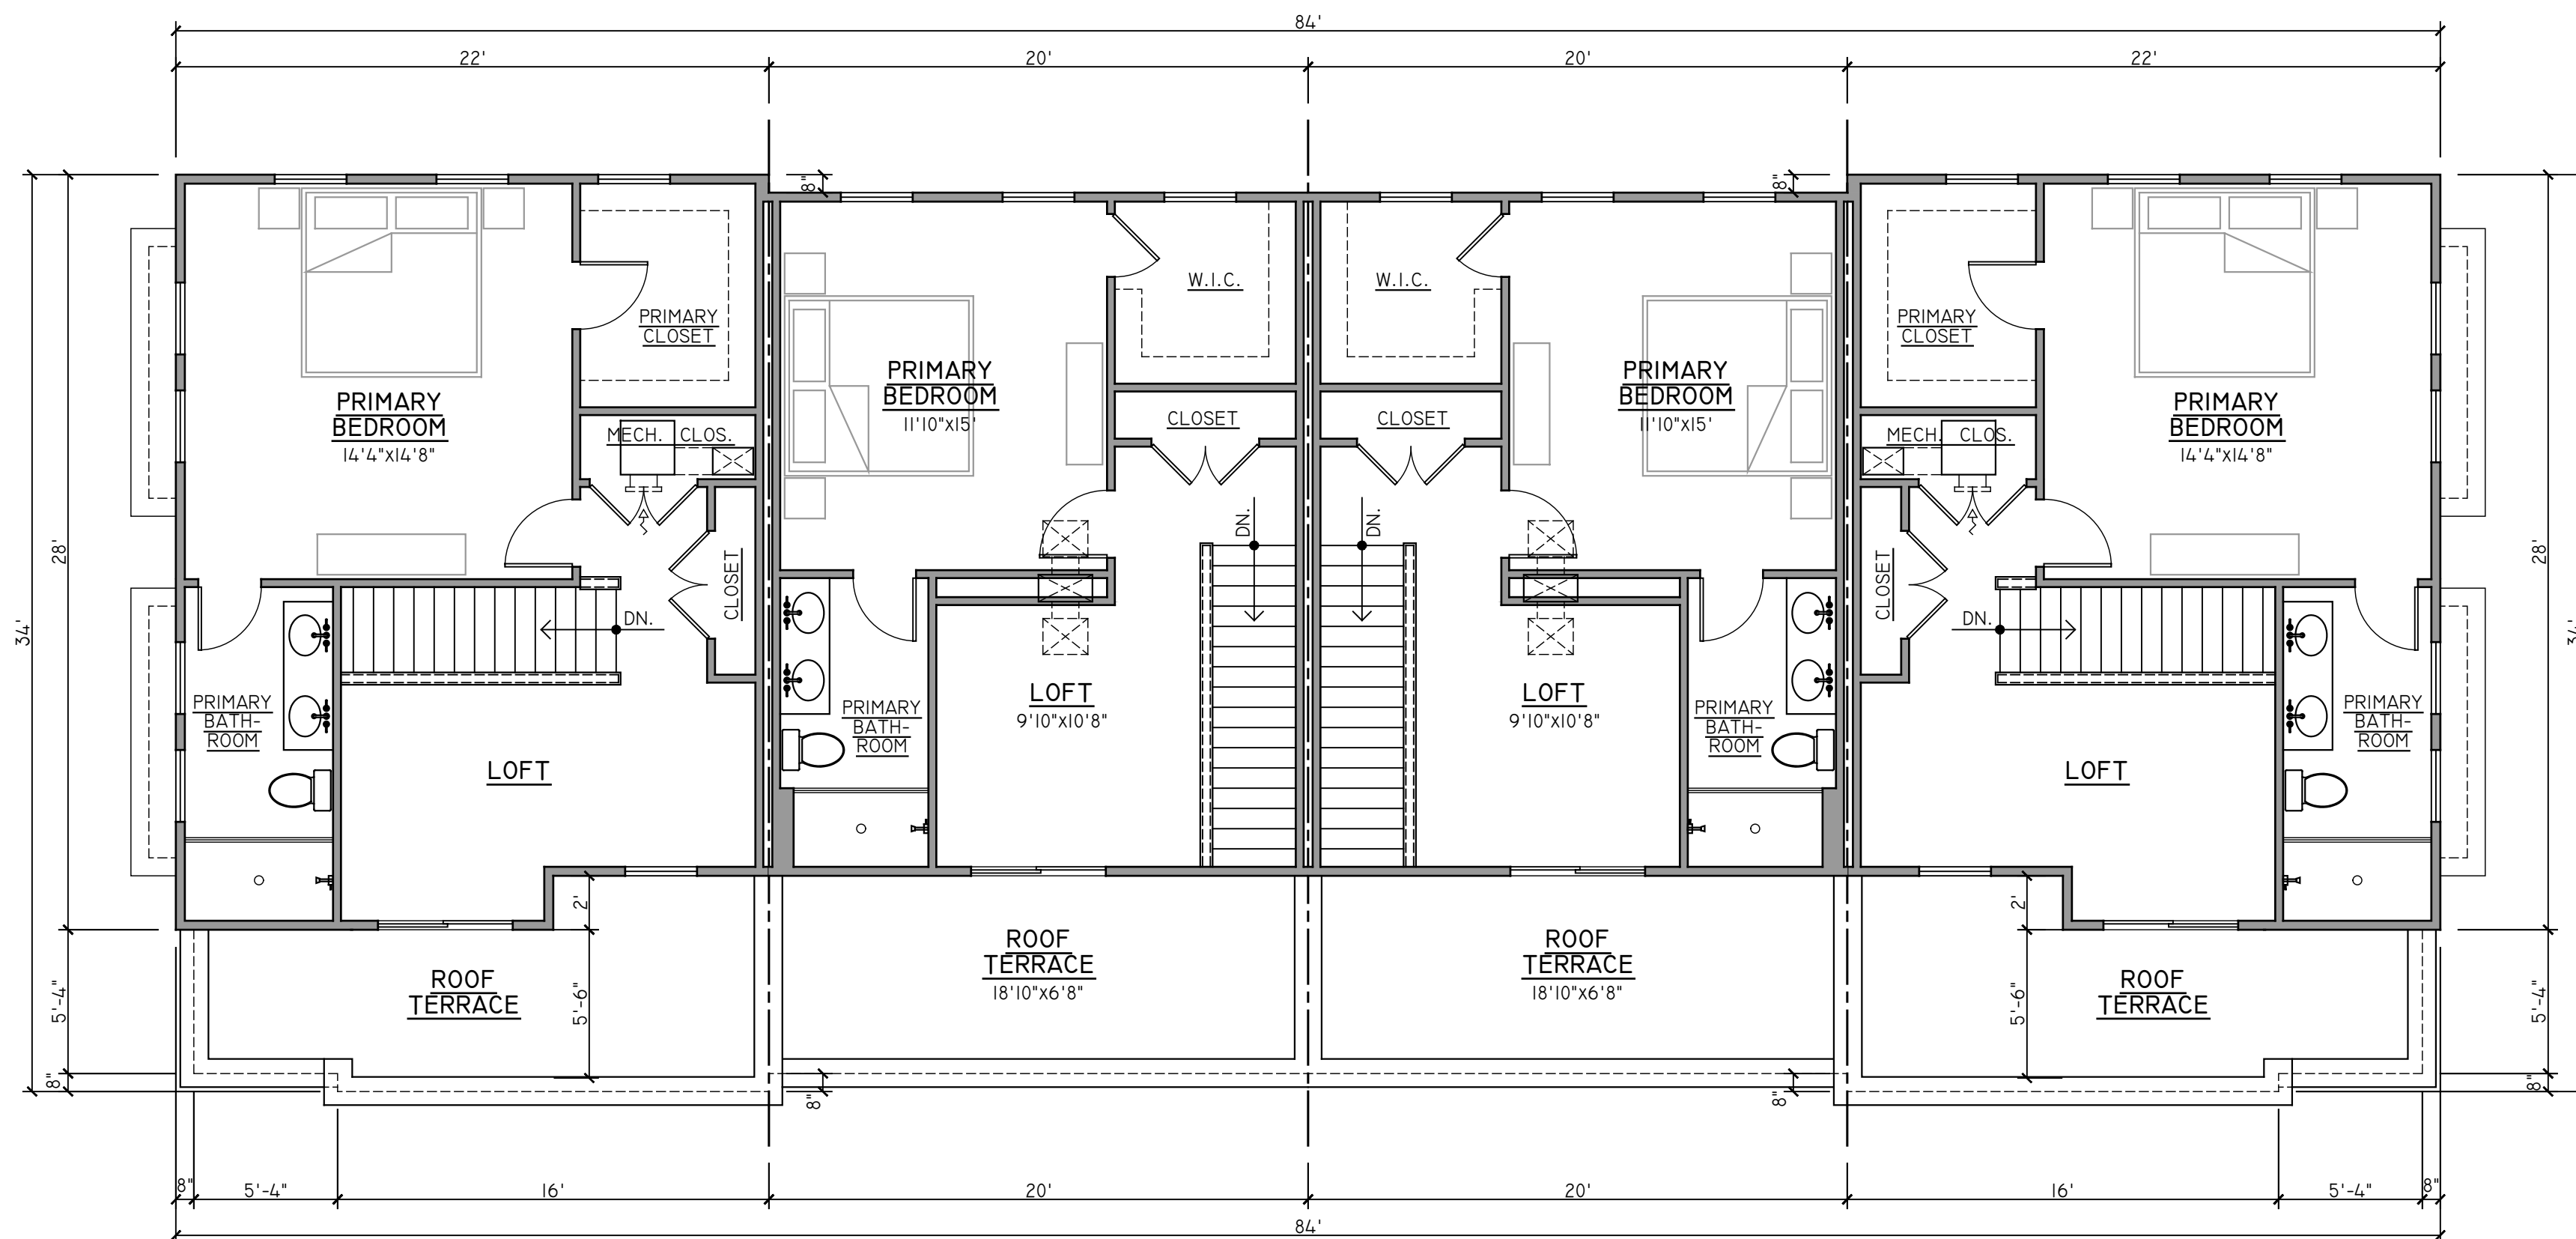 84'
22'
20'
20'
22'
8"
8"
PRIMARY
CLOSET
W.I.C.
W.I.C.
PRIMARY
CLOSET
PRIMARY
BEDROOM
14'4"x14'8"
PRIMARY
BEDROOM
11'10"x15'
PRIMARY
BEDROOM
11'10"x15'
PRIMARY
BEDROOM
14'4"x14'8"
MECH. CLOS.
CLOSET
CLOSET
MECH. CLOS.
DN.
DN.
28'
28'
CLOSET
CLOSET
DN.
DN.
34'
34'
PRIMARY
BATH-
ROOM
PRIMARY
BATH-
ROOM
LOFT
9'10"x10'8"
LOFT
9'10"x10'8"
PRIMARY
BATH-
ROOM
PRIMARY
BATH-
ROOM
LOFT
LOFT
2'
2'
ROOF
TERRACE
ROOF
TERRACE
18'10"x6'8"
ROOF
TERRACE
18'10"x6'8"
ROOF
TERRACE
5'-4"
5'-6"
5'-6"
5'-4"
8"
8"
8"
8"
8"
5'-4"
16'
20'
20'
16'
5'-4"
8"
84'